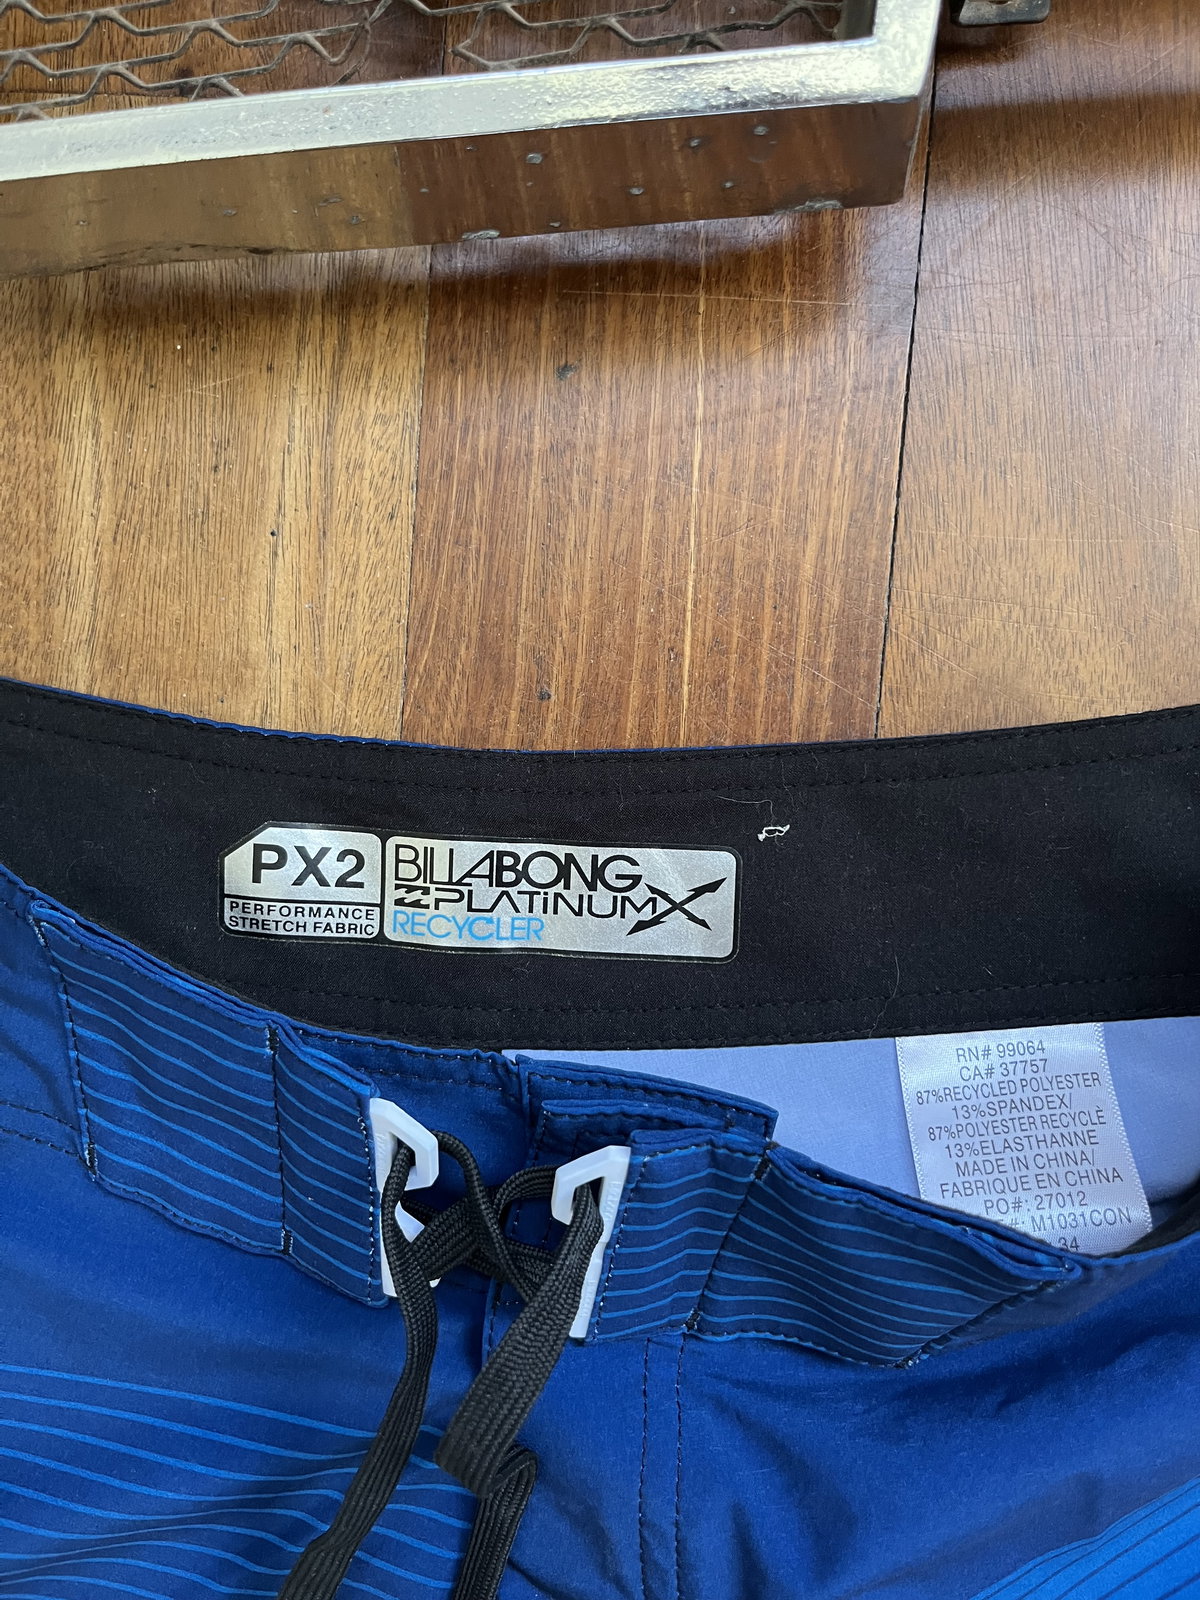 PX2
PERFORMANCE
STRETCH FABRIC
BILLABONG
PLATiNUM X
RECYCLER
RN# 99064
CA# 37757
87%RECYCLED POLYESTER
13%SPANDEX/
87%POLYESTER RECYCLÈ
13%ELASTHANNE
MADE IN CHINA/
FABRIQUE EN CHINA
PO#: 27012
#: M1031CON
34